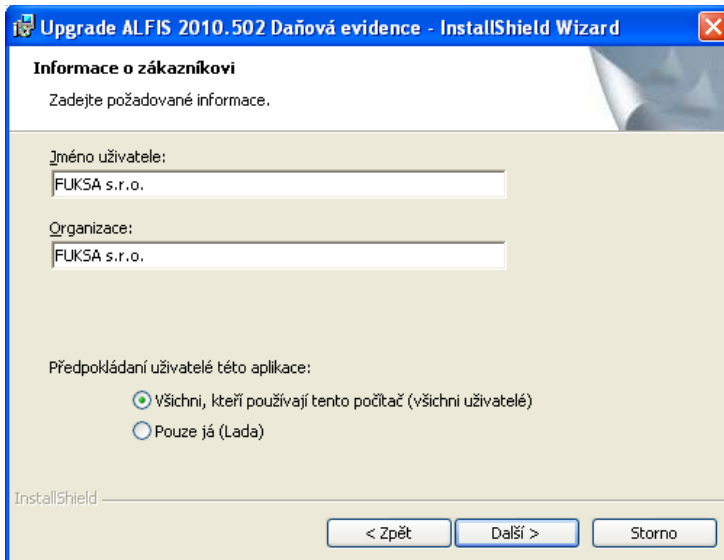 Upgrade ALFIS 2010.502 Daňová evidence - InstallShield Wizard
Informace o zákazníkovi
Zadejte požadované informace.
Jméno uživatele:
FUKSA s.r.o.
Organizace:
FUKSA s.r.o.
Předpokládaní uživatelé této aplikace:
Všichni, kteří používají tento počítač (všichni uživatelé)
Pouze já (Lada)
InstallShield
< Zpět Další > Storno